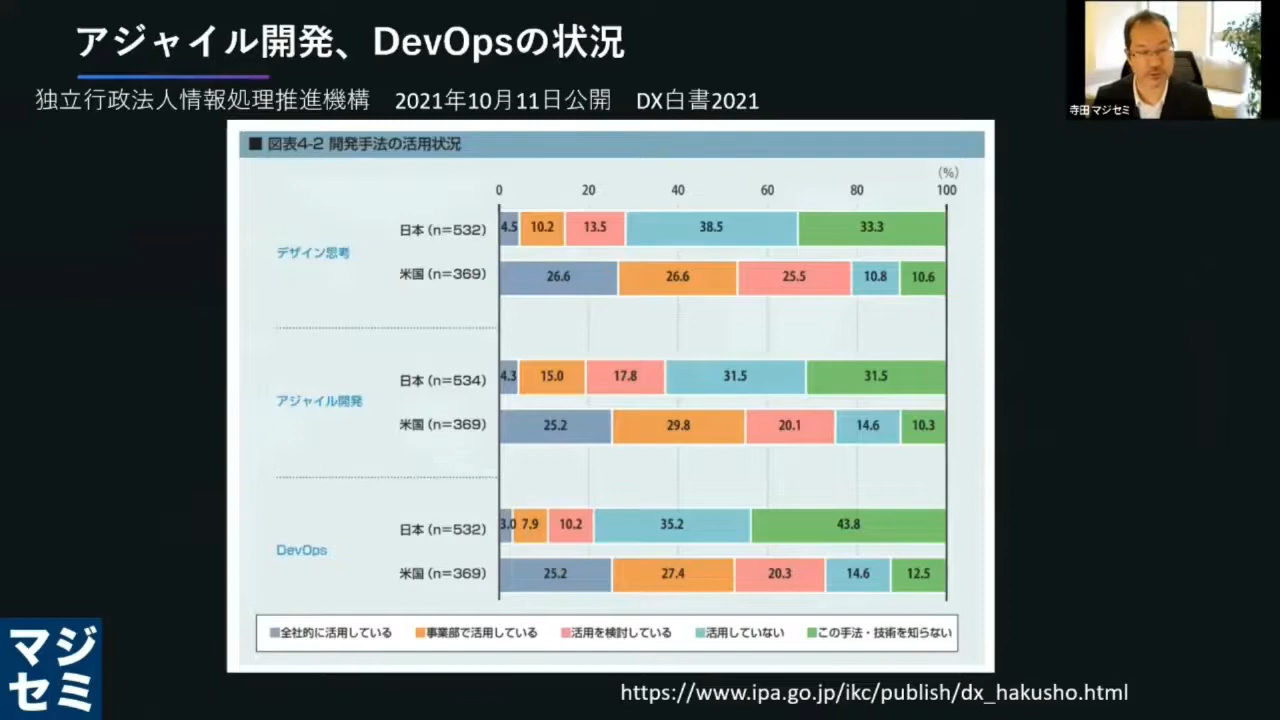 アジャイル開発、DevOpsの状況
寺田 マジセミ
独立行政法人情報処理推進機構 2021年10月11日公開 DX白書2021
■ 図表4-2 開発手法の活用状況
(%)
0 20 40 60 80 100
デザイン思考
日本(n=532) 4.5 10.2 13.5 38.5 33.3
米国(n=369) 26.6 26.6 25.5 10.8 10.6
アジャイル開発
日本(n=534) 4.3 15.0 17.8 31.5 31.5
米国(n=369) 25.2 29.8 20.1 14.6 10.3
DevOps
日本(n=532) 3.0 7.9 10.2 35.2 43.8
米国(n=369) 25.2 27.4 20.3 14.6 12.5
■全社的に活用している ■事業部で活用している ■活用を検討している ■活用していない ■この手法・技術を知らない
マジ
セミ
https://www.ipa.go.jp/ikc/publish/dx_hakusho.html